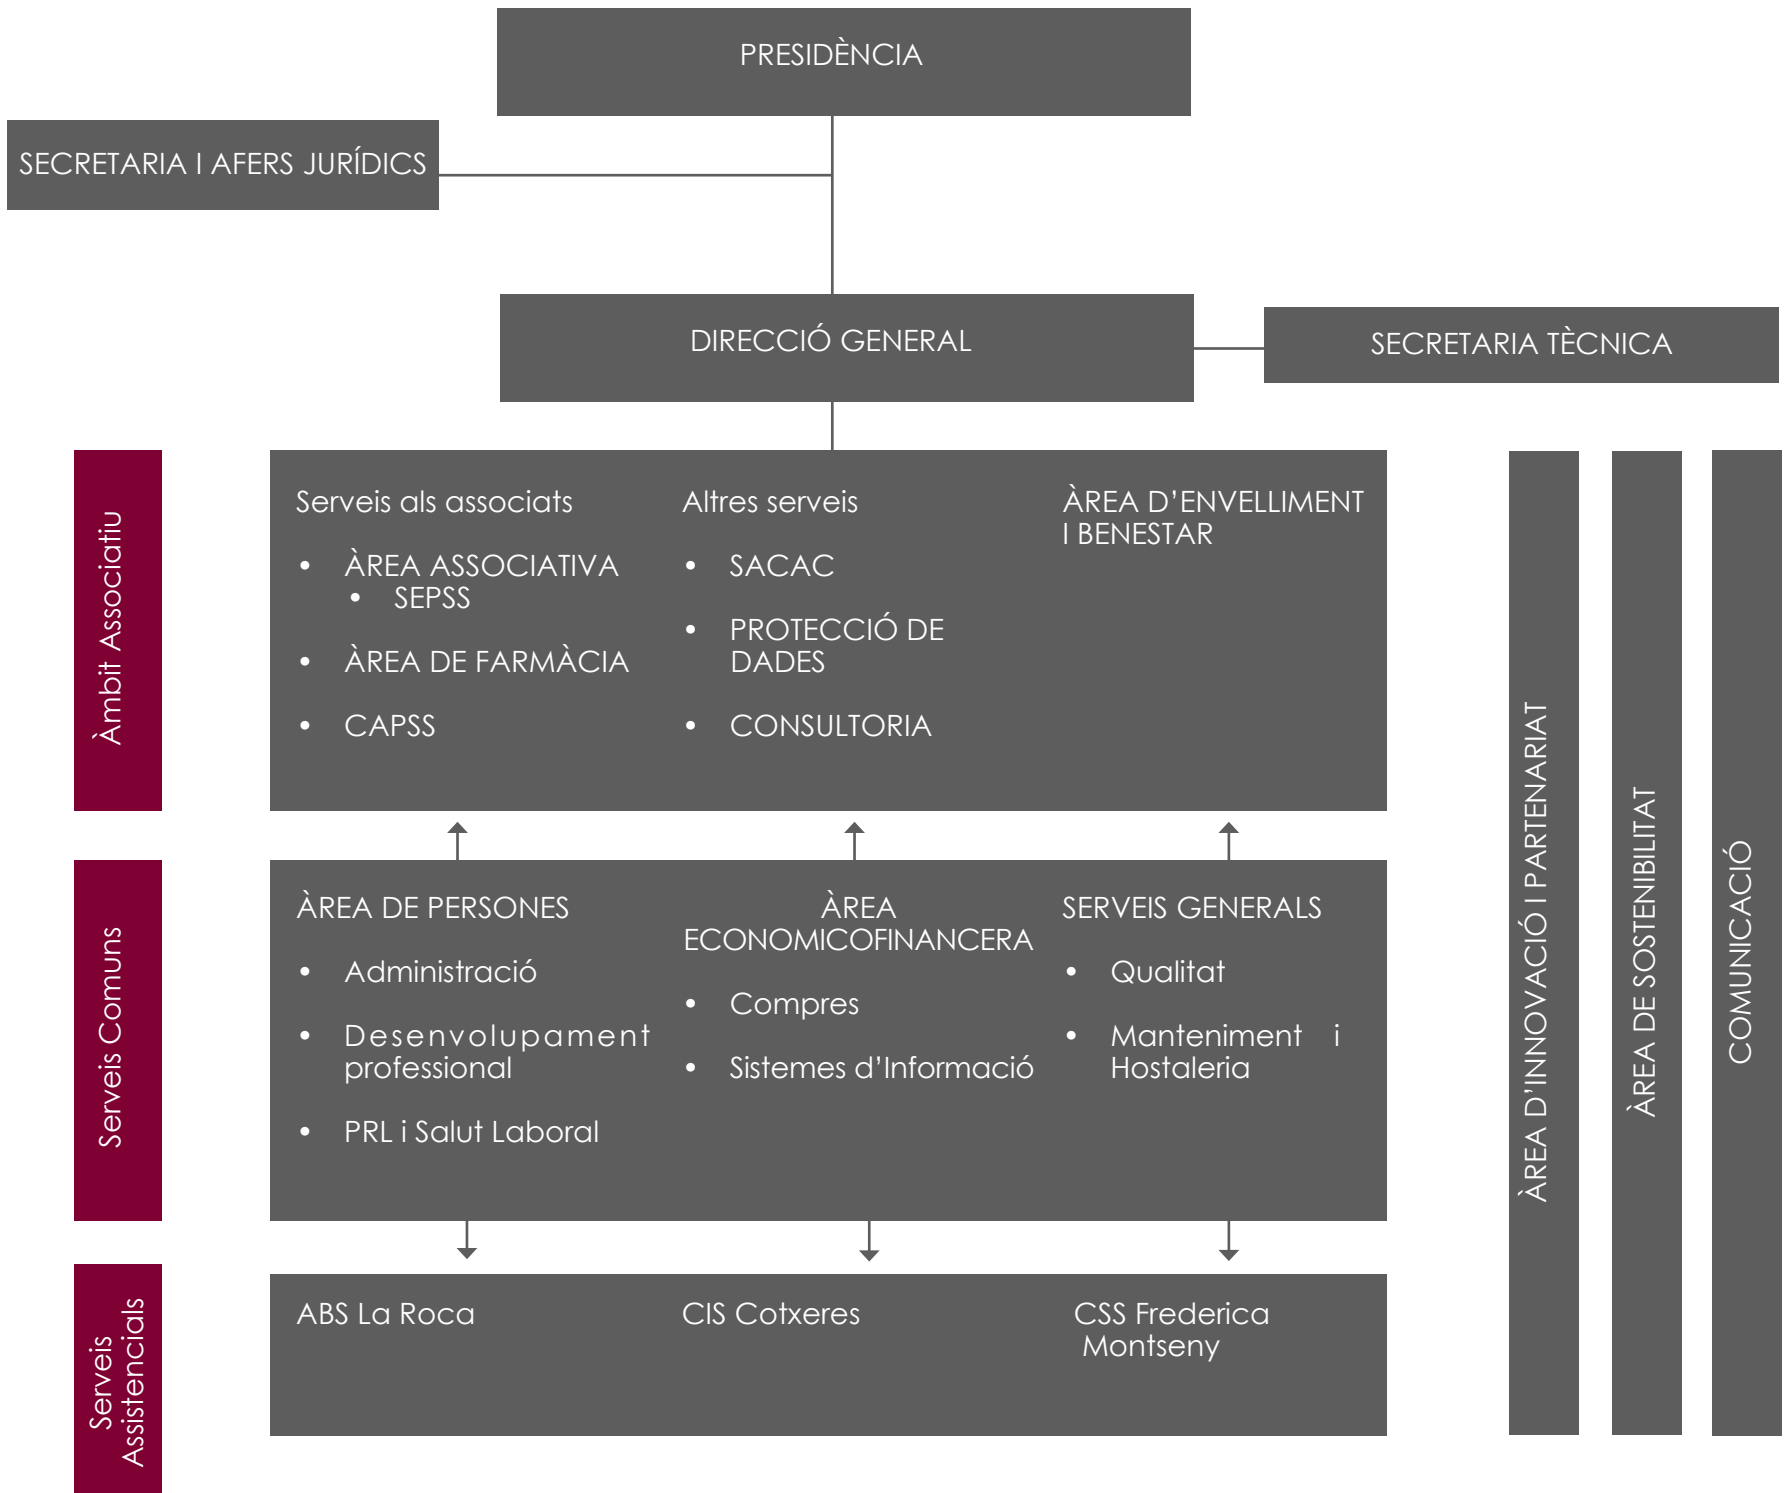 PRESIDÈNCIA
SECRETARIA I AFERS JURÍDICS
DIRECCIÓ GENERAL
SECRETARIA TÈCNICA
Àmbit Associatiu
Serveis als associats
• ÀREA ASSOCIATIVA
• SEPSS
• ÀREA DE FARMÀCIA
• CAPSS
Altres serveis
• SACAC
• PROTECCIÓ DE
DADES
• CONSULTORIA
ÀREA D'ENVELLIMENT
I BENESTAR
Serveis Comuns
ÀREA DE PERSONES
• Administració
• Desenvolupament
professional
• PRL i Salut Laboral
ÀREA
ECONOMICOFINANCERA
• Compres
• Sistemes d'Informació
SERVEIS GENERALS
• Qualitat
• Manteniment i
Hostaleria
Serveis
Assistencials
ABS La Roca
CIS Cotxeres
CSS Frederica
Montseny
ÀREA D'INNOVACIÓ I PARTENARIAT
ÀREA DE SOSTENIBILITAT
COMUNICACIÓ